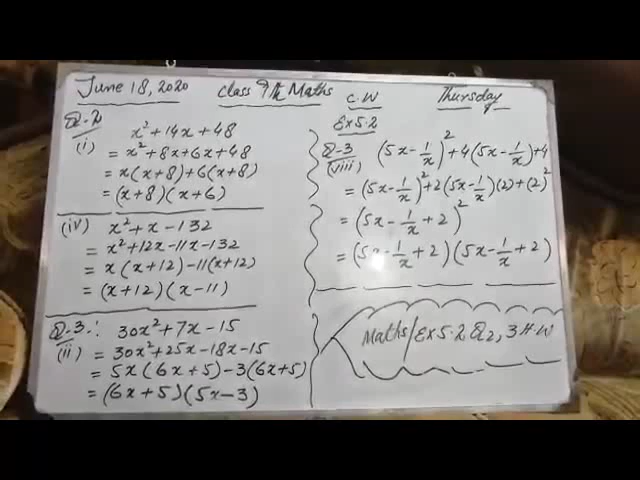 June 18, 2020 Class 9th Maths C.W Thursday
Ex 5.2
Q.2
(i) x² + 14x + 48
= x² + 8x + 6x + 48
= x(x+8) + 6(x+8)
= (x+8)(x+6)
(iv) x² + x - 132
= x² + 12x - 11x - 132
= x(x+12) - 11(x+12)
= (x+12)(x-11)
Q.3: 30x² + 7x - 15
(ii) = 30x² + 25x - 18x - 15
= 5x(6x+5) - 3(6x+5)
= (6x+5)(5x-3)
Q-3
(viii) (5x - 1/x)² + 4(5x - 1/x) + 4
= (5x - 1/x)² + 2(5x - 1/x)(2) + (2)²
= (5x - 1/x + 2)²
= (5x - 1/x + 2)(5x - 1/x + 2)
Maths/Ex 5.2 Q2,3 H.W